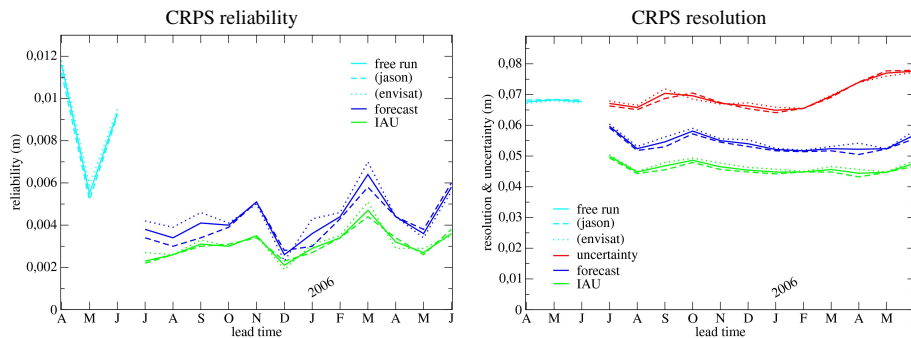 CRPS reliability
0,012
0,01
0,008
0,006
0,004
0,002
0
reliability (m)
free run
(jason)
(envisat)
forecast
IAU
2006
A M J J A S O N D J F M A M J
lead time
CRPS resolution
0,08
0,07
0,06
0,05
0,04
0,03
0,02
0,01
0,00
resolution & uncertainty (m)
free run
(jason)
(envisat)
uncertainty
forecast
IAU
2006
A M J J A S O N D J F M A M
lead time